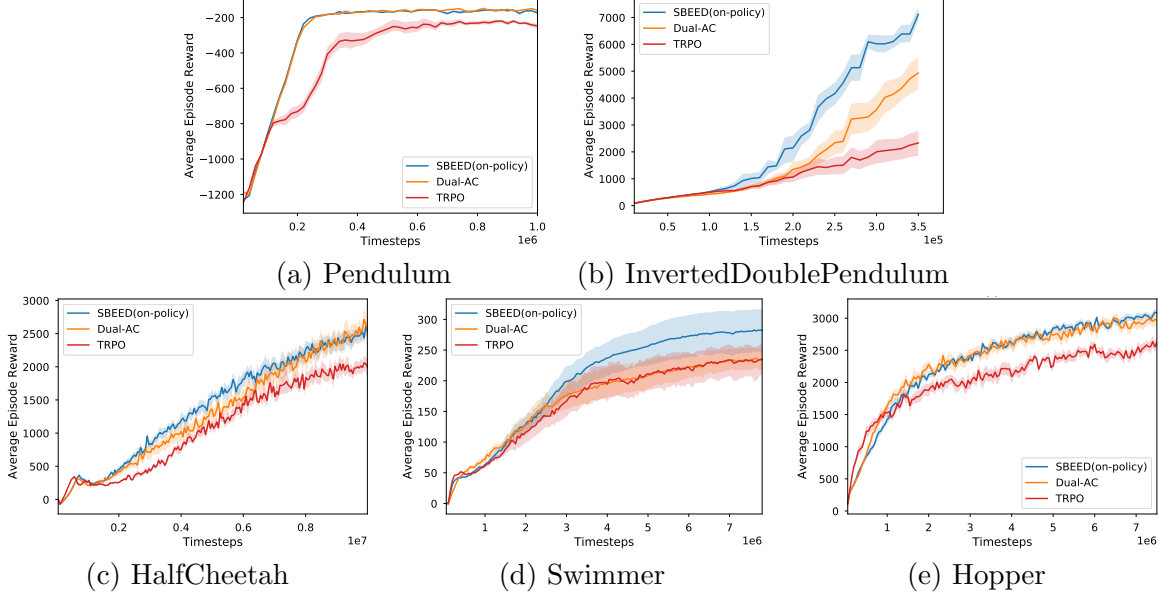 −200
−400
−600
−800
−1000
−1200
Average Episode Reward
SBEED(on-policy)
Dual-AC
TRPO
0.2 0.4 0.6 0.8 1.0
Timesteps 1e6
(a) Pendulum
7000
6000
5000
4000
3000
2000
1000
0
Average Episode Reward
SBEED(on-policy)
Dual-AC
TRPO
0.5 1.0 1.5 2.0 2.5 3.0 3.5
Timesteps 1e5
(b) InvertedDoublePendulum
3000
2500
2000
1500
1000
500
0
Average Episode Reward
SBEED(on-policy)
Dual-AC
TRPO
0.2 0.4 0.6 0.8
Timesteps 1e7
(c) HalfCheetah
300
250
200
150
100
50
0
Average Episode Reward
SBEED(on-policy)
Dual-AC
TRPO
1 2 3 4 5 6 7
Timesteps 1e6
(d) Swimmer
3000
2500
2000
1500
1000
500
0
Average Episode Reward
SBEED(on-policy)
Dual-AC
TRPO
1 2 3 4 5 6 7
Timesteps 1e6
(e) Hopper